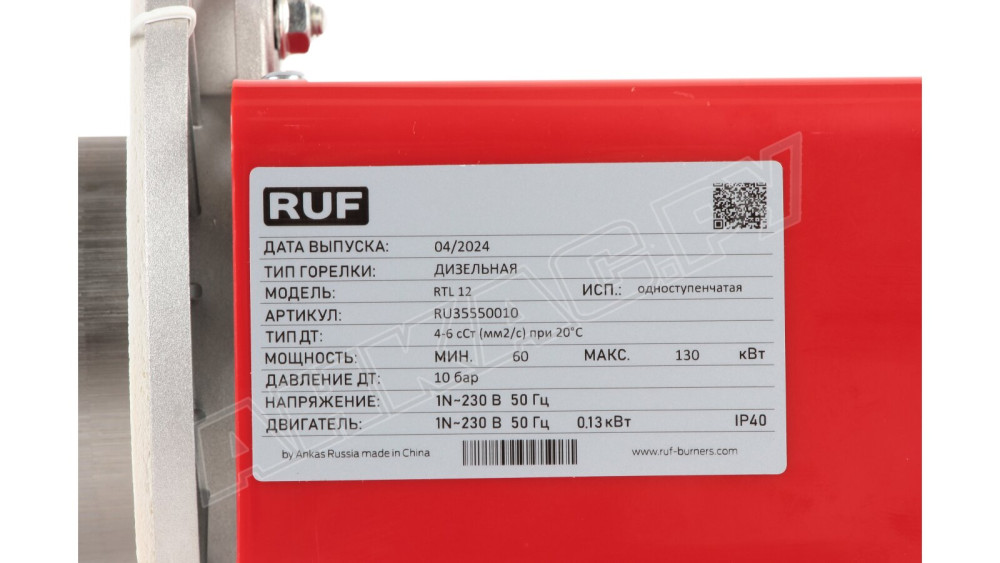 RUF
ДАТА ВЫПУСКА: 04/2024
ТИП ГОРЕЛКИ: ДИЗЕЛЬНАЯ
МОДЕЛЬ: RTL 12 ИСП.: одноступенчатая
АРТИКУЛ: RU35550010
ТИП ДТ: 4-6 сСт (мм2/с) при 20°C
МОЩНОСТЬ: МИН. 60 МАКС. 130 кВт
ДАВЛЕНИЕ ДТ: 10 бар
НАПРЯЖЕНИЕ: 1N~230 В 50 Гц
ДВИГАТЕЛЬ: 1N~230 В 50 Гц 0.13 кВт IP40
by Ankas Russia made in China www.ruf-burners.com
АНКАС.РУ